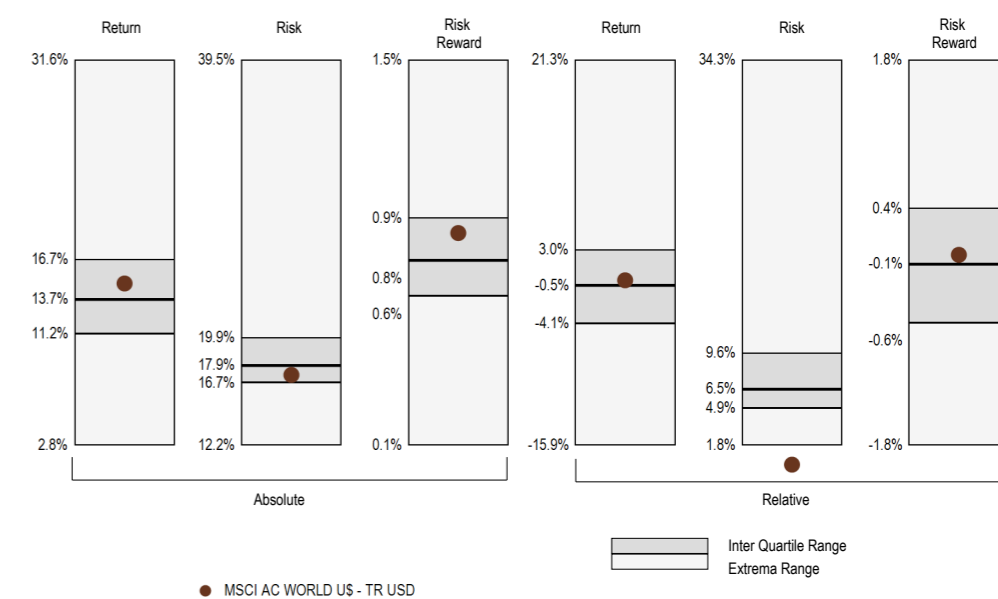 Return
Risk
Risk
Reward
Return
Risk
Risk
Reward
31.6%
39.5%
1.5%
21.3%
34.3%
1.8%
0.9%
0.4%
16.7%
3.0%
-0.1%
13.7%
0.8%
-0.5%
11.2%
0.6%
-4.1%
19.9%
-0.6%
17.9%
9.6%
16.7%
6.5%
4.9%
2.8%
12.2%
0.1%
-15.9%
1.8%
-1.8%
Absolute
Relative
Inter Quartile Range
Extrema Range
MSCI AC WORLD U$ - TR USD